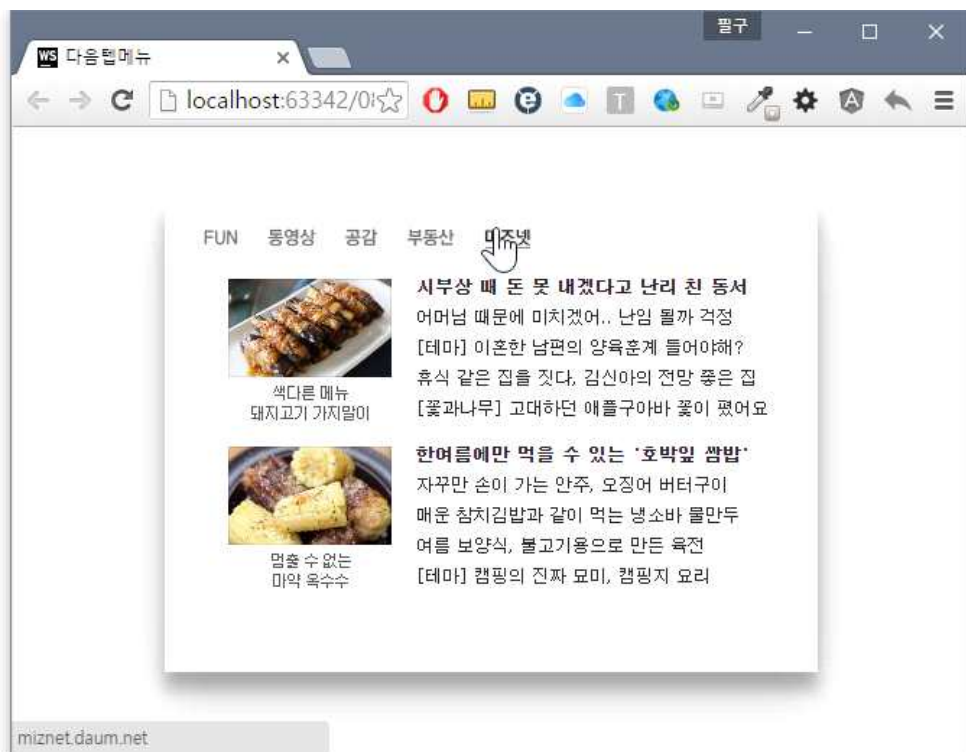 필구
WS 다음텝메뉴
localhost:63342/0
FUN 동영상 공감 부동산 미즈넷
시부상 때 돈 못 내겠다고 난리 친 동서
어머넘 때문에 미치겠어.. 난임 될까 걱정
[테마] 이혼한 남편의 양육훈계 들어야해?
색다른 메뉴
돼지고기 가지말이
휴식 같은 집을 짓다, 김신아의 전망 좋은 집
[꽃과나무] 고대하던 애플구아바 꽃이 폈어요
한여름에만 먹을 수 있는 '호박잎 쌈밥'
자꾸만 손이 가는 안주, 오징어 버터구이
매운 참치김밥과 같이 먹는 냉소바 물만두
멈출 수 없는
마약 옥수수
여름 보양식, 불고기용으로 만든 육전
[테마] 캠핑의 진짜 묘미, 캠핑지 요리
miznet.daum.net